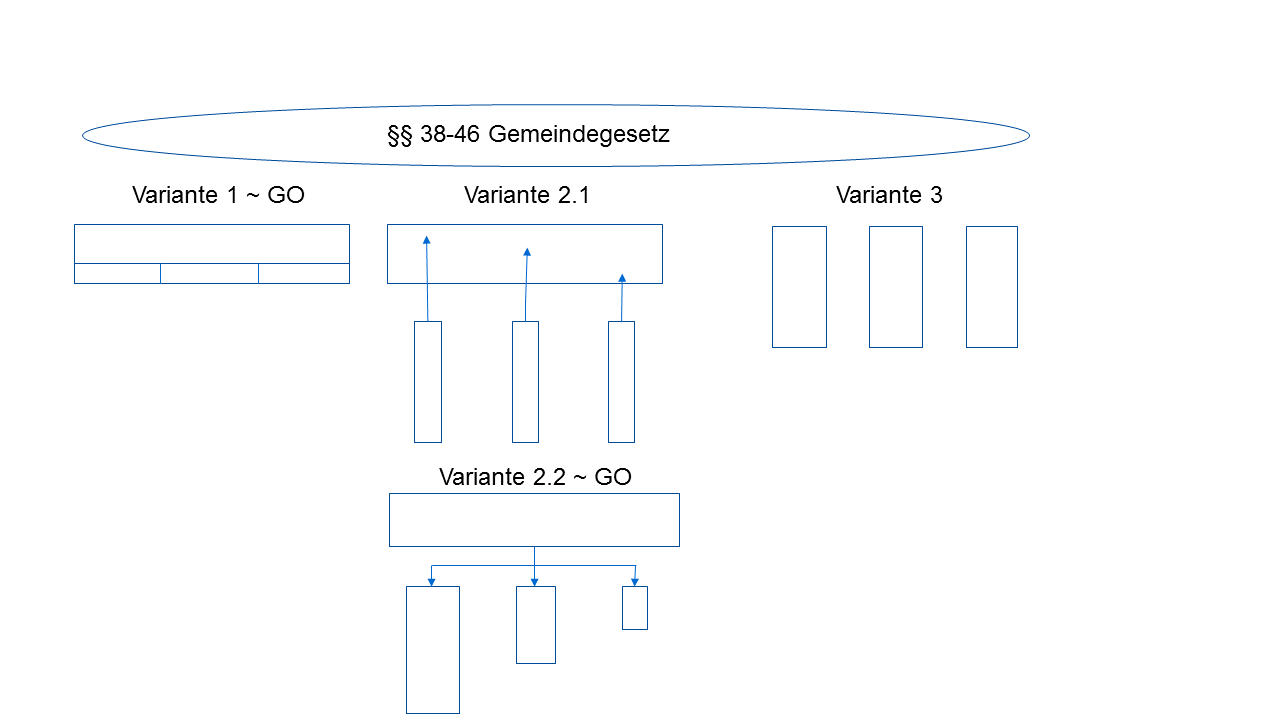 §§ 38-46 Gemeindegesetz
Variante 1 ~ GO
Variante 2.1
Variante 3
Variante 2.2 ~ GO